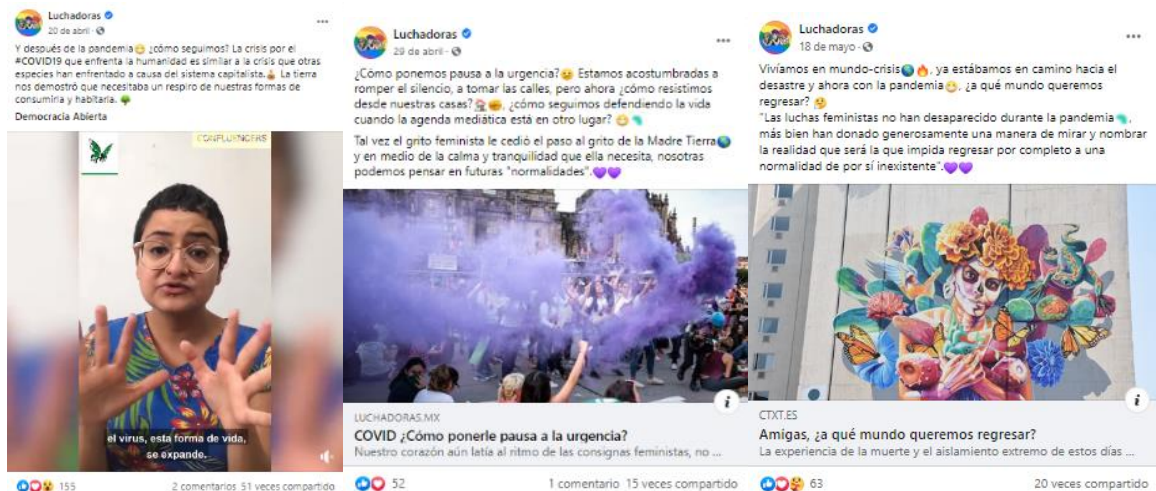 Luchadoras
20 de abril ·
Y después de la pandemia😷 ¿cómo seguimos? La crisis por el
#COVID19 que enfrenta la humanidad es similar a la crisis que otras
especies han enfrentado a causa del sistema capitalista. La tierra
nos demostró que necesitaba un respiro de nuestras formas de
consumirla y habitarla. 🌳
Democracia Abierta
CONFLUENCERS
el virus, esta forma de vida,
se expande.
155
2 comentarios 51 veces compartido
Luchadoras
29 de abril ·
¿Cómo ponemos pausa a la urgencia? Estamos acostumbradas a
romper el silencio, a tomar las calles, pero ahora ¿cómo resistimos
desde nuestras casas? , ¿cómo seguimos defendiendo la vida
cuando la agenda mediática está en otro lugar?
Tal vez el grito feminista le cedió el paso al grito de la Madre Tierra🌎
y en medio de la calma y tranquilidad que ella necesita, nosotras
podemos pensar en futuras "normalidades".💜💜
LUCHADORAS.MX
COVID ¿Cómo ponerle pausa a la urgencia?
Nuestro corazón aún latía al ritmo de las consignas feministas, no ...
52
1 comentario 15 veces compartido
Luchadoras
18 de mayo ·
Vivíamos en mundo-crisis🌎🔥, ya estábamos en camino hacia el
desastre y ahora con la pandemia😷, ¿a qué mundo queremos
regresar? 🤔
"Las luchas feministas no han desaparecido durante la pandemia ,
más bien han donado generosamente una manera de mirar y nombrar
la realidad que será la que impida regresar por completo a una
normalidad de por sí inexistente".💜💜
CTXT.ES
Amigas, ¿a qué mundo queremos regresar?
La experiencia de la muerte y el aislamiento extremo de estos días ...
63
20 veces compartido